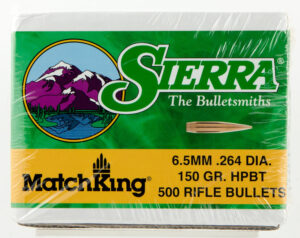 SIERRA®
The Bulletsmiths
6.5MM .264 DIA.
150 GR. HPBT
500 RIFLE BULLETS
MatchKing®